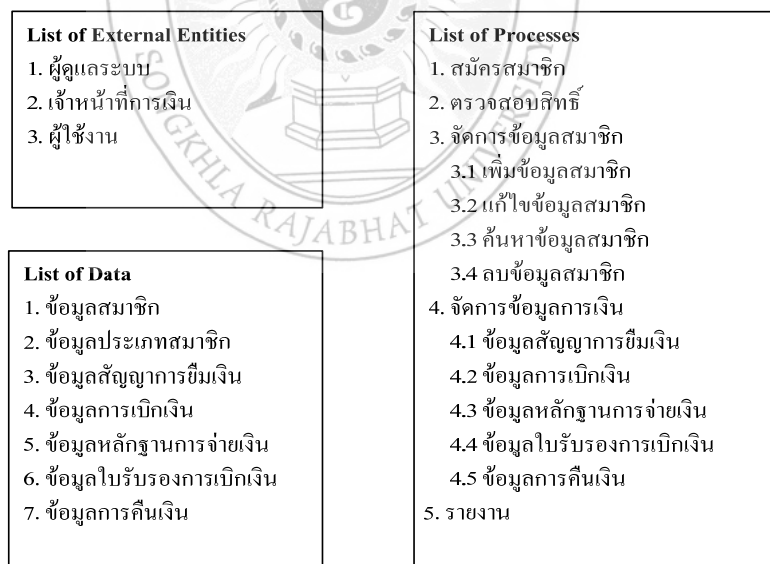 List of External Entities
1. ผู้ดูแลระบบ
2. เจ้าหน้าที่การเงิน
3. ผู้ใช้งาน
List of Data
1. ข้อมูลสมาชิก
2. ข้อมูลประเภทสมาชิก
3. ข้อมูลสัญญาการยืมเงิน
4. ข้อมูลการเบิกเงิน
5. ข้อมูลหลักฐานการจ่ายเงิน
6. ข้อมูลใบรับรองการเบิกเงิน
7. ข้อมูลการคืนเงิน
List of Processes
1. สมัครสมาชิก
2. ตรวจสอบสิทธิ์
3. จัดการข้อมูลสมาชิก
3.1 เพิ่มข้อมูลสมาชิก
3.2 แก้ไขข้อมูลสมาชิก
3.3 ค้นหาข้อมูลสมาชิก
3.4 ลบข้อมูลสมาชิก
4. จัดการข้อมูลการเงิน
4.1 ข้อมูลสัญญาการยืมเงิน
4.2 ข้อมูลการเบิกเงิน
4.3 ข้อมูลหลักฐานการจ่ายเงิน
4.4 ข้อมูลใบรับรองการเบิกเงิน
4.5 ข้อมูลการคืนเงิน
5. รายงาน
SONGKHLA RAJABHAT UNIVERSITY